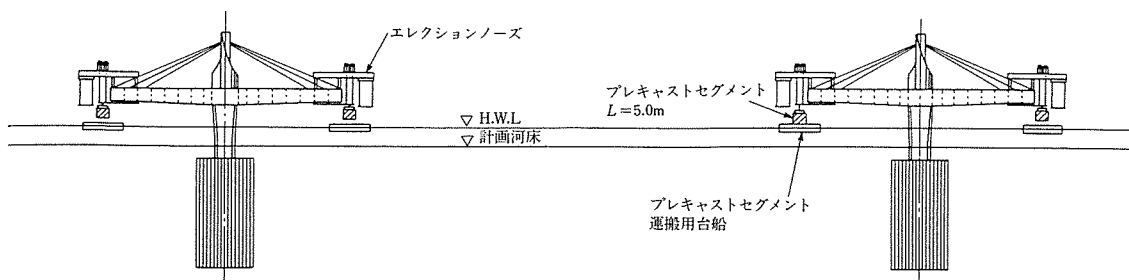 エレクションノーズ
プレキャストセグメント
L=5.0m
▽ H.W.L
▽ 計画河床
プレキャストセグメント
運搬用台船